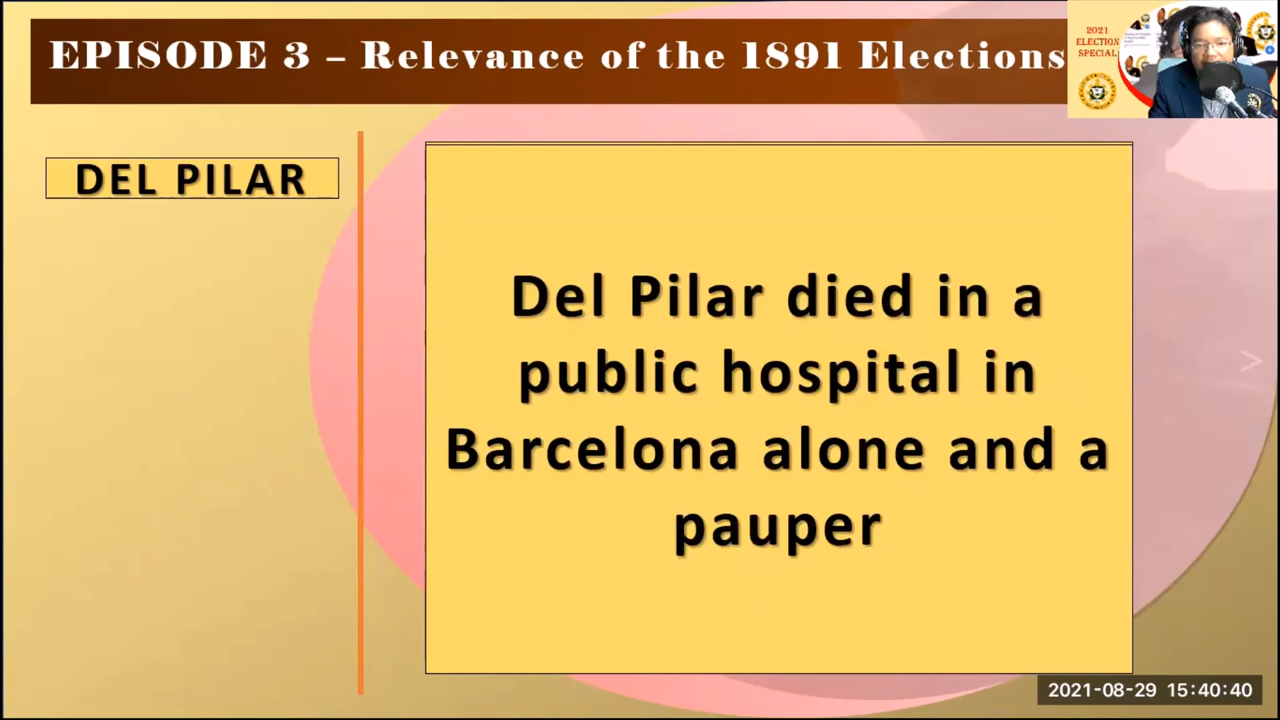 EPISODE 3 – Relevance of the 1891 Elections
2021
ELECTION
SPECIAL
DEL PILAR
Del Pilar died in a
public hospital in
Barcelona alone and a
pauper
2021-08-29 15:40:40